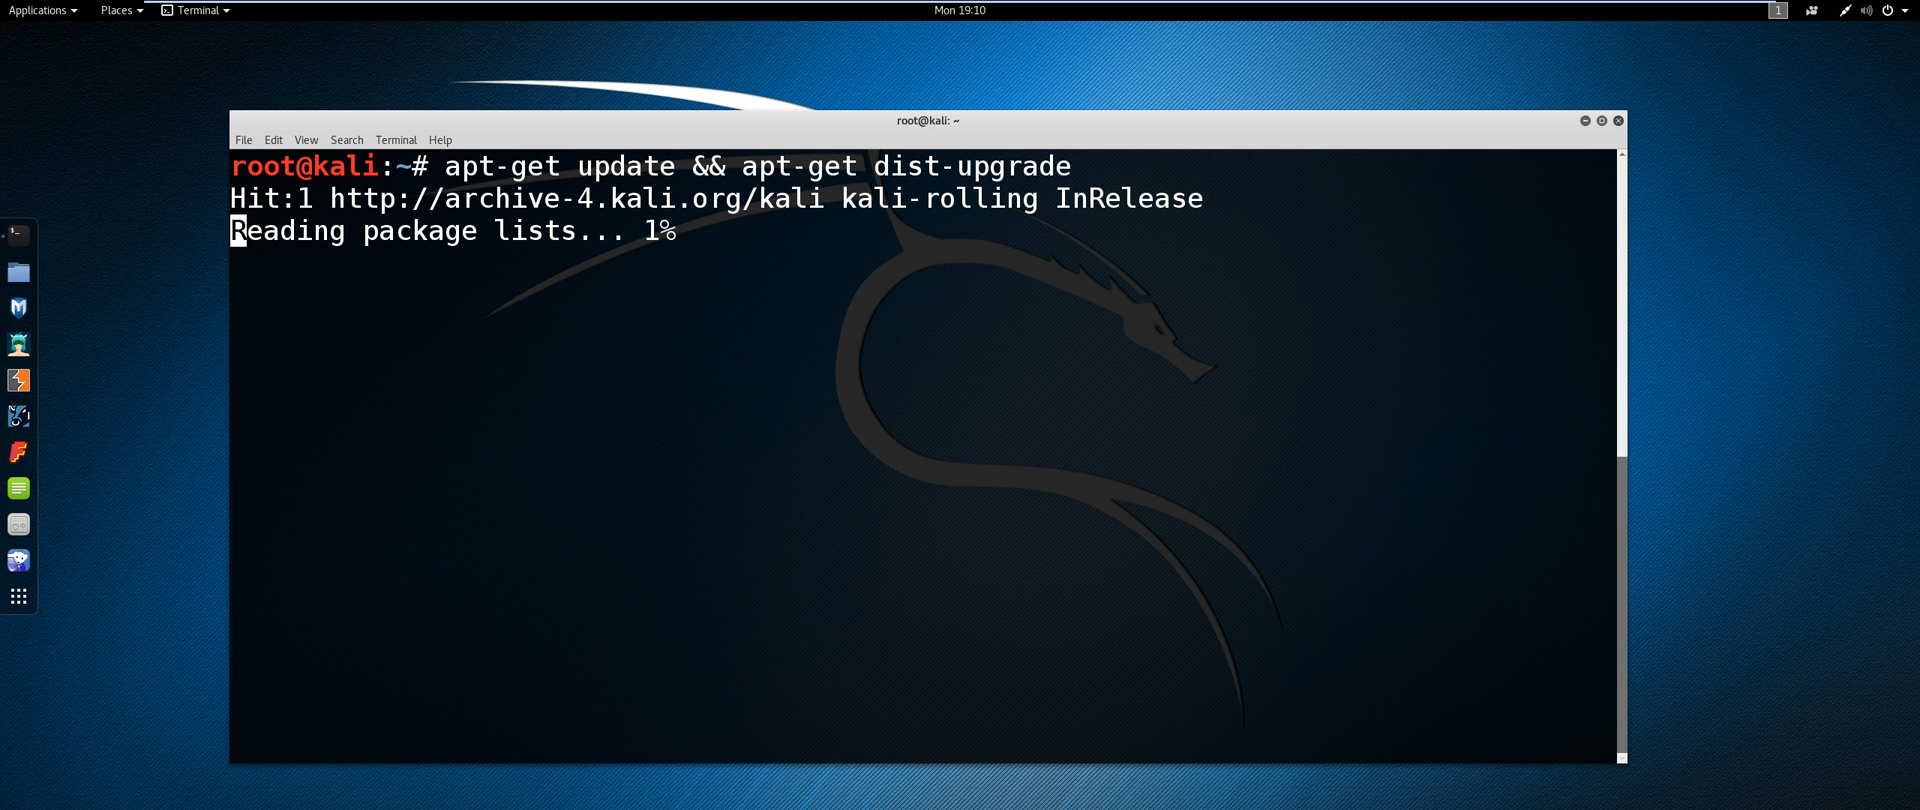 Applications Places Terminal Mon 19:10 1
root@kali: ~
File Edit View Search Terminal Help
root@kali:~# apt-get update && apt-get dist-upgrade
Hit:1 http://archive-4.kali.org/kali kali-rolling InRelease
Reading package lists... 1%